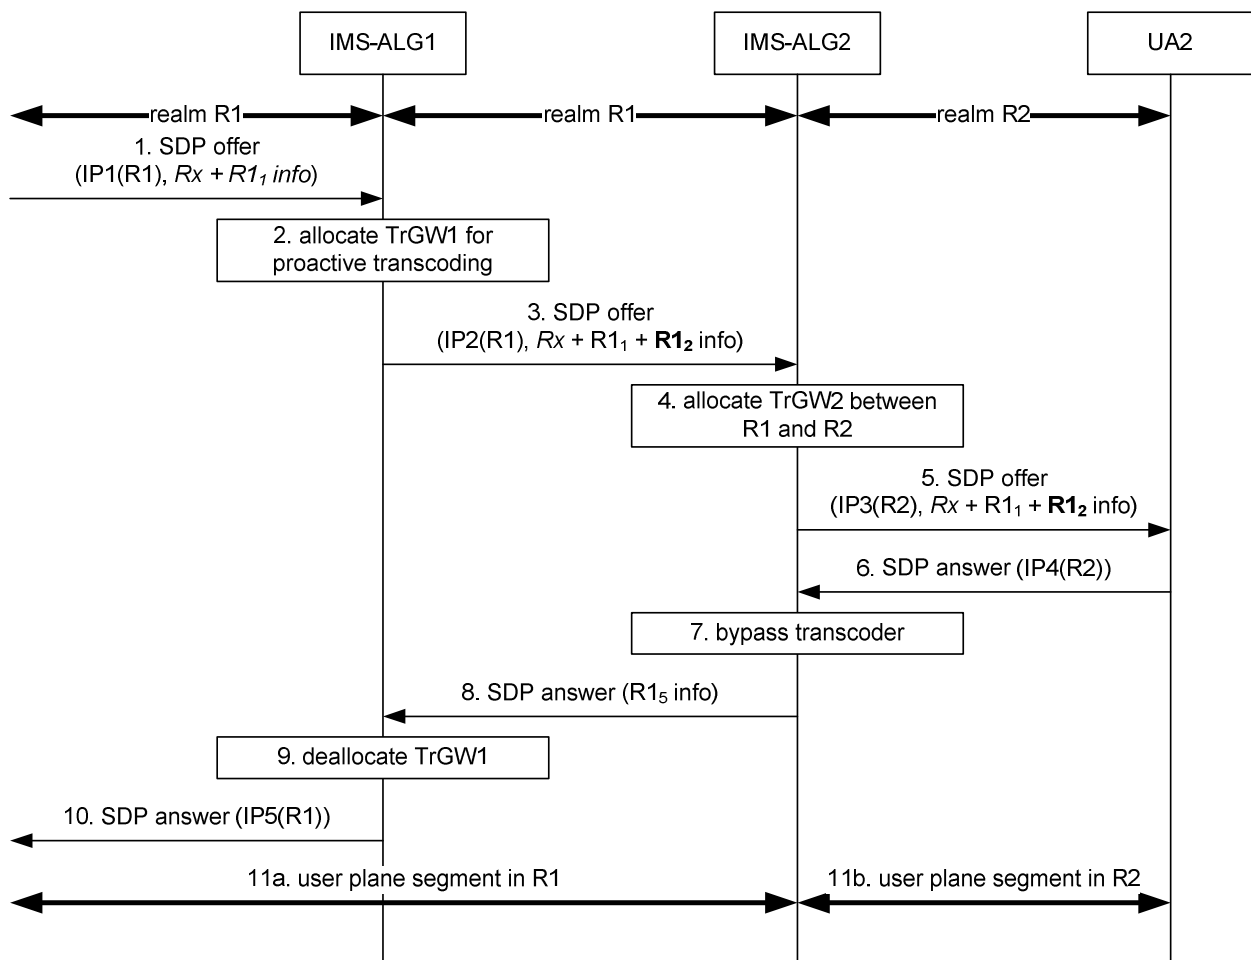 IMS-ALG1
IMS-ALG2
UA2
realm R1
realm R1
realm R2
1. SDP offer
(IP1(R1), Rx + R1₁ info)
2. allocate TrGW1 for
proactive transcoding
3. SDP offer
(IP2(R1), Rx + R1₁ + R1₂ info)
4. allocate TrGW2 between
R1 and R2
5. SDP offer
(IP3(R2), Rx + R1₁ + R1₂ info)
6. SDP answer (IP4(R2))
7. bypass transcoder
8. SDP answer (R1₅ info)
9. deallocate TrGW1
10. SDP answer (IP5(R1))
11a. user plane segment in R1
11b. user plane segment in R2